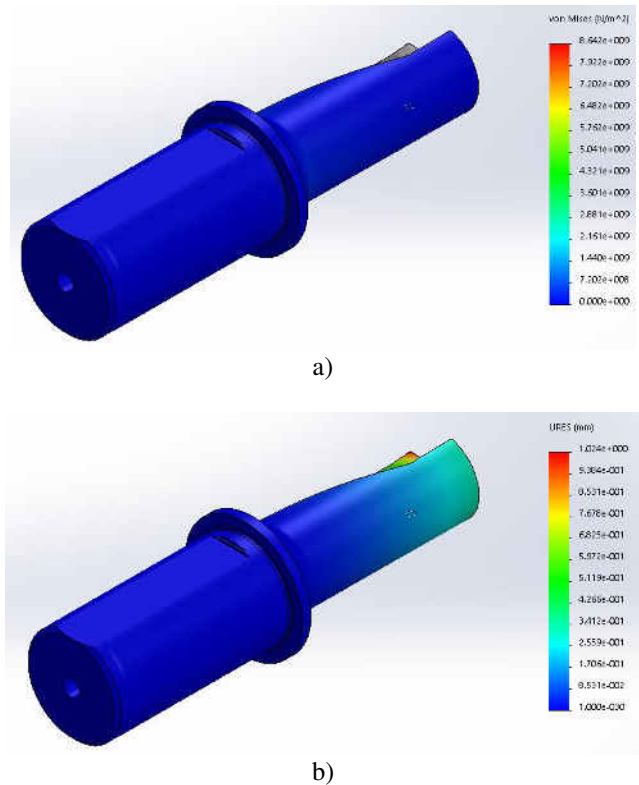 von Mises (N/m^2)
8.642e+009
7.922e+009
7.202e+009
6.482e+009
5.762e+009
5.041e+009
4.321e+009
3.601e+009
2.881e+009
2.161e+009
1.440e+009
7.202e+008
0.000e+000
a)
URES (mm)
1.024e+000
9.384e-001
8.531e-001
7.678e-001
6.825e-001
5.972e-001
5.119e-001
4.266e-001
3.412e-001
2.559e-001
1.706e-001
8.531e-002
1.000e-030
b)